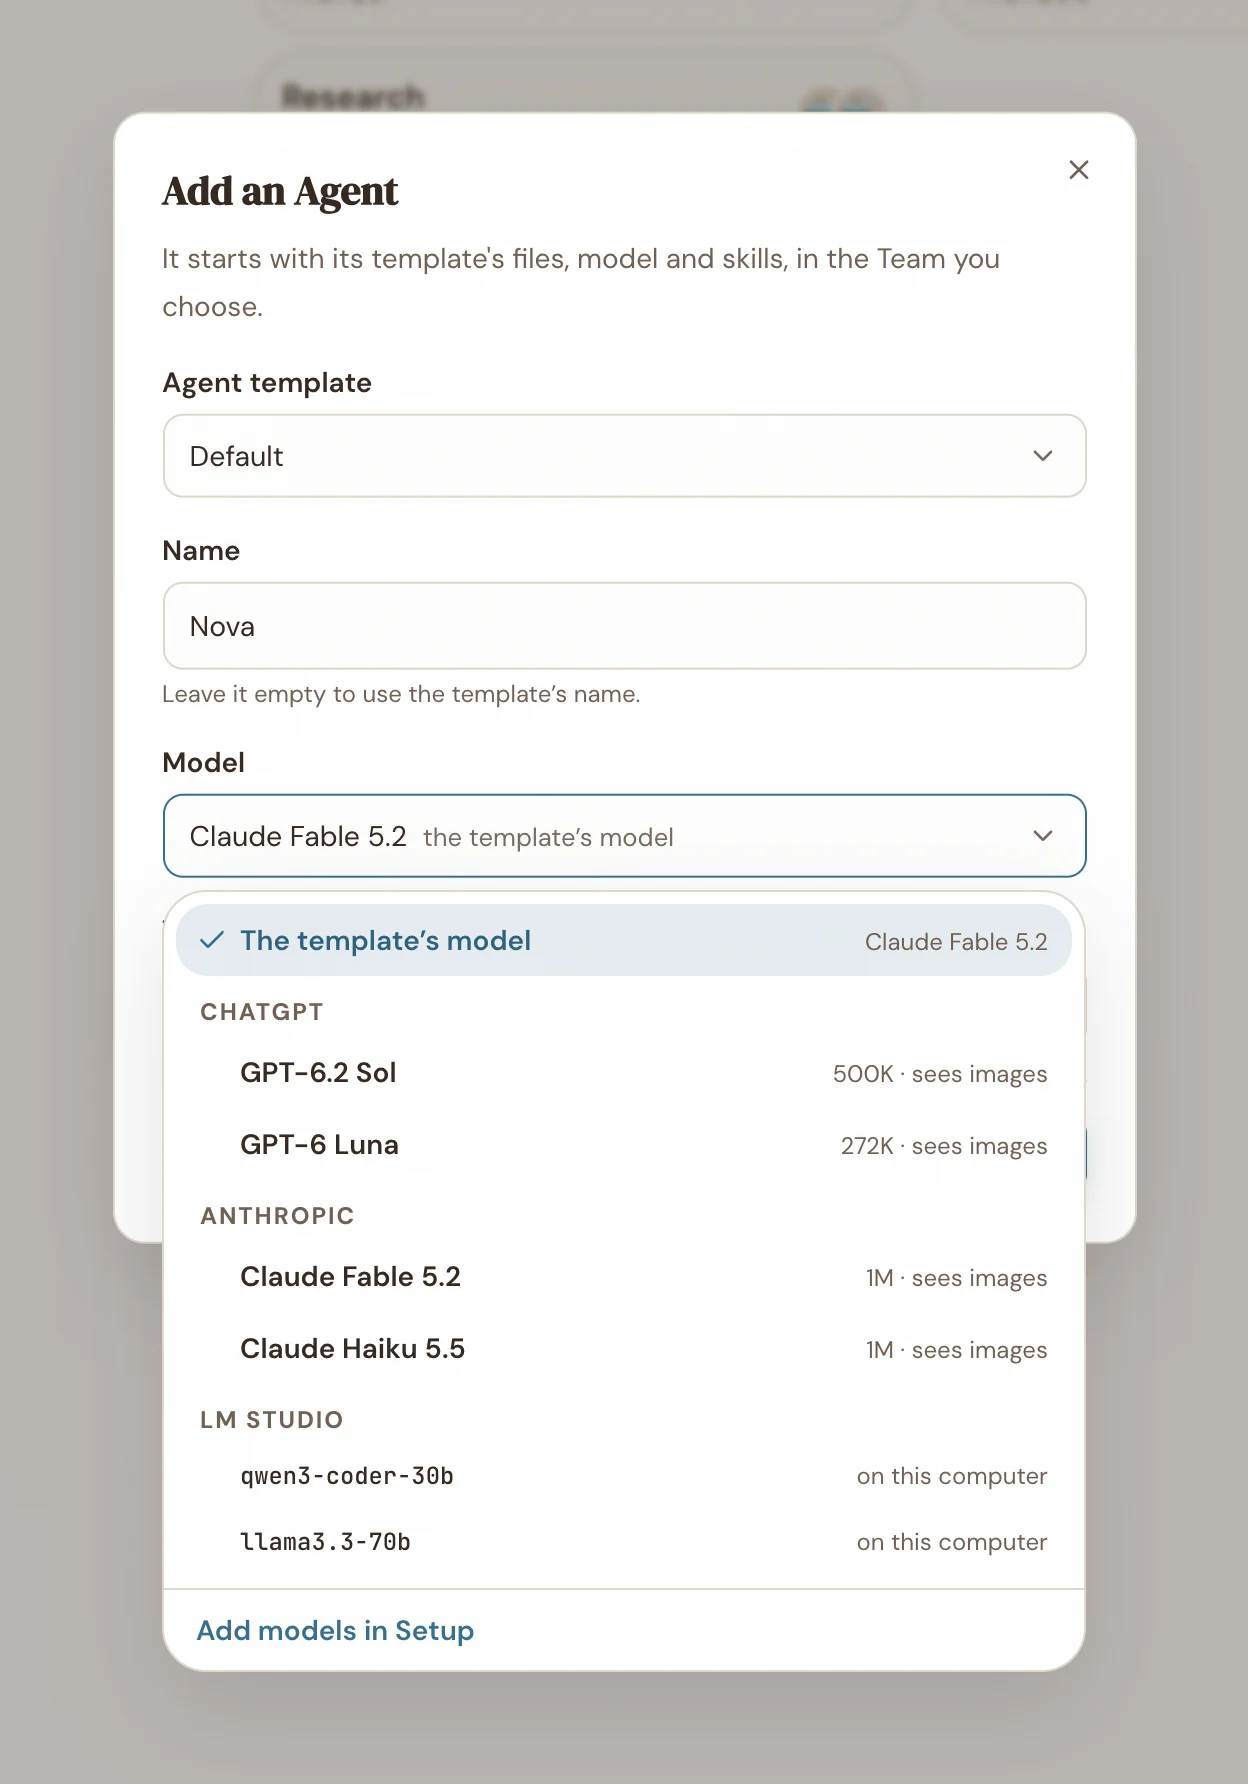 Research
Add an Agent
It starts with its template's files, model and skills, in the Team you
choose.
Agent template
Default
Name
Nova
Leave it empty to use the template’s name.
Model
Claude Fable 5.2 the template’s model
The template’s model Claude Fable 5.2
CHATGPT
GPT-6.2 Sol 500K · sees images
GPT-6 Luna 272K · sees images
ANTHROPIC
Claude Fable 5.2 1M · sees images
Claude Haiku 5.5 1M · sees images
LM STUDIO
qwen3-coder-30b on this computer
llama3.3-70b on this computer
Add models in Setup